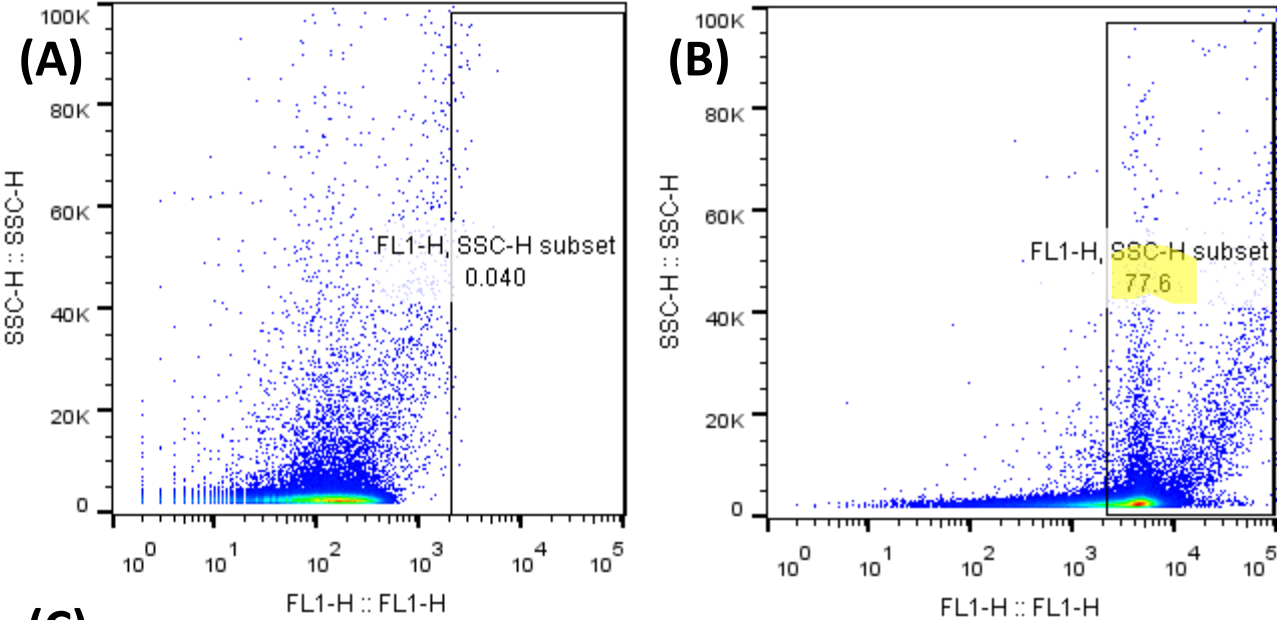 (A)
100K
80K
60K
40K
20K
0
SSC-H :: SSC-H
FL1-H, SSC-H subset
0.040
10^0 10^1 10^2 10^3 10^4 10^5
FL1-H :: FL1-H
(B)
100K
80K
60K
40K
20K
0
SSC-H :: SSC-H
FL1-H, SSC-H subset
77.6
10^0 10^1 10^2 10^3 10^4 10^5
FL1-H :: FL1-H
(C)